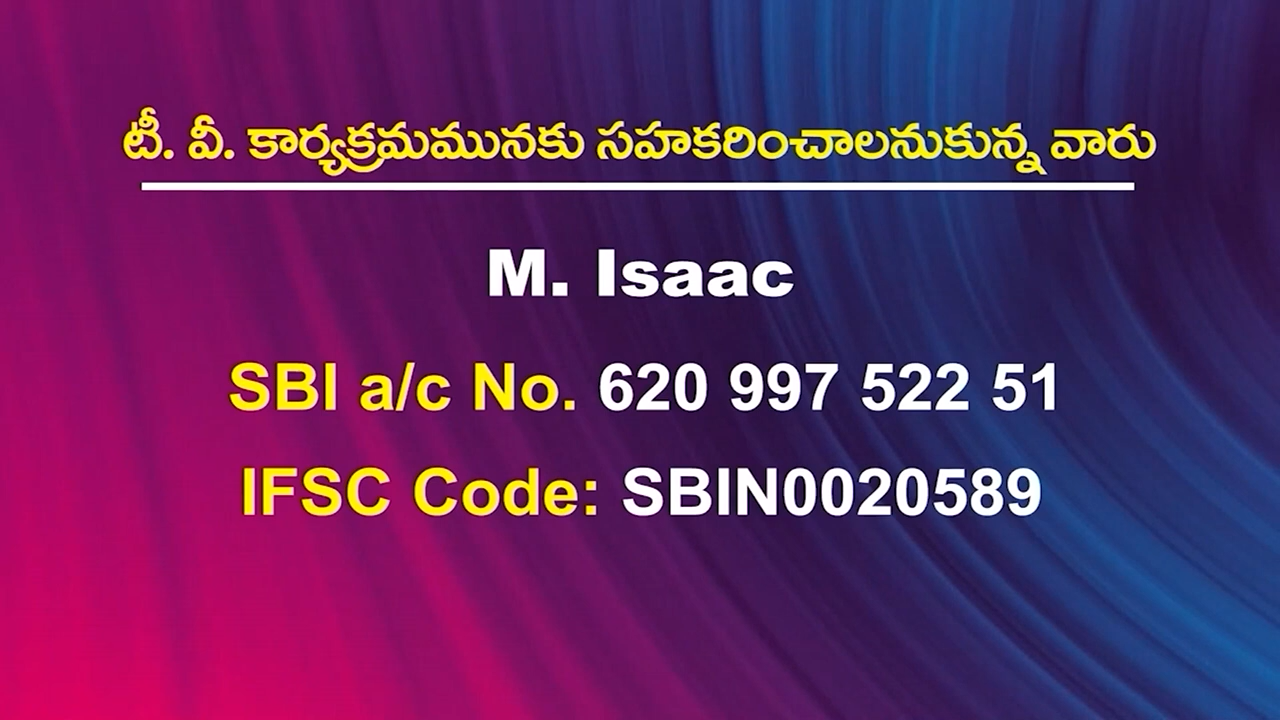 టీ. వీ. కార్యక్రమమునకు సహకరించాలనుకున్న వారు
M. Isaac
SBI a/c No. 620 997 522 51
IFSC Code: SBIN0020589